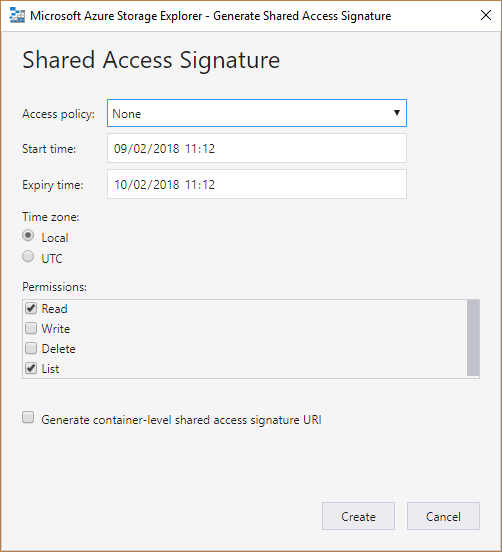 Microsoft Azure Storage Explorer - Generate Shared Access Signature
Shared Access Signature
Access policy: None
Start time: 09/02/2018 11:12
Expiry time: 10/02/2018 11:12
Time zone:
Local
UTC
Permissions:
Read
Write
Delete
List
Generate container-level shared access signature URI
Create Cancel